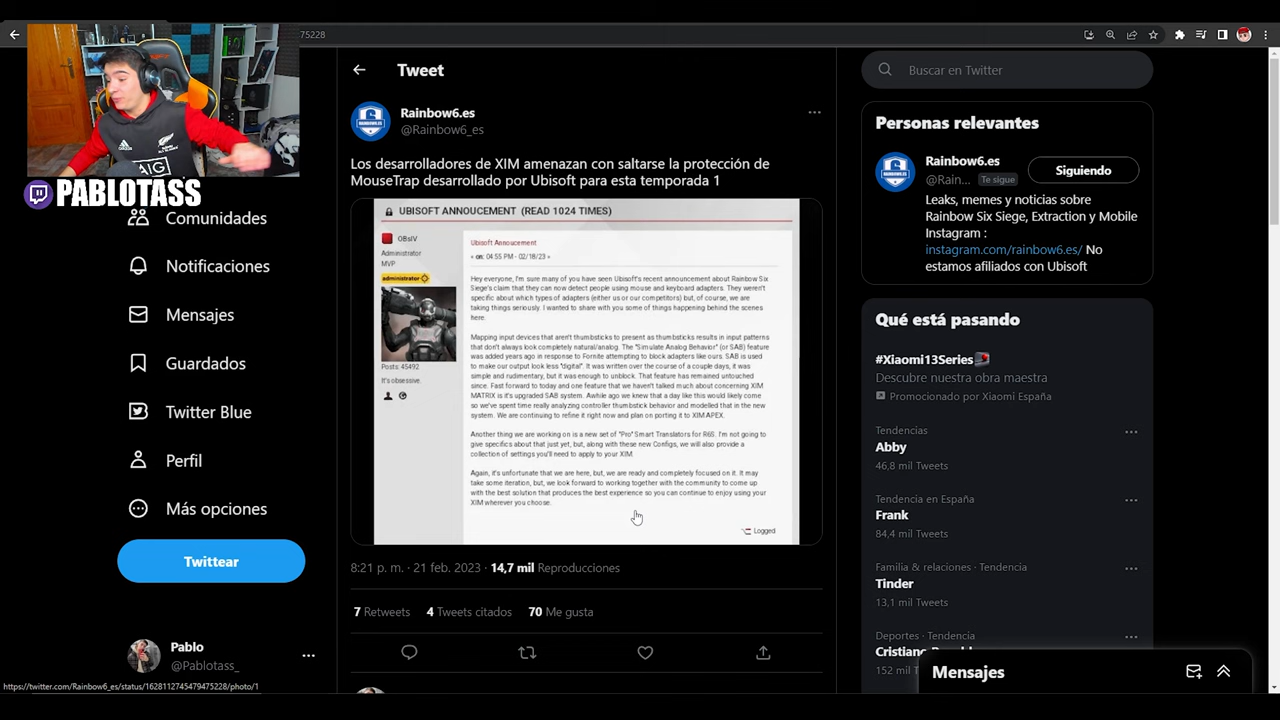 75228
PABLOTASS
Comunidades
Notificaciones
Mensajes
Guardados
Twitter Blue
Perfil
Más opciones
Twittear
Pablo
@Pablotass_
https://twitter.com/Rainbow6_es/status/1628112745479475228/photo/1
Tweet
Rainbow6.es
@Rainbow6_es
Los desarrolladores de XIM amenazan con saltarse la protección de
MouseTrap desarrollado por Ubisoft para esta temporada 1
UBISOFT ANNOUCEMENT (READ 1024 TIMES)
OBsIV
Administrator
MVP
administrator
Posts: 45492
It's obsessive.
Ubisoft Annoucement
« on: 04:55 PM - 02/18/23 »
Hey everyone, I'm sure many of you have seen Ubisoft's recent announcement about Rainbow Six
Siege's claim that they can now detect people using mouse and keyboard adapters. They weren't
specific about which types of adapters (either us or our competitors) but, of course, we are
taking things seriously. I wanted to share with you some of things happening behind the scenes
here.
Mapping input devices that aren't thumbsticks to present as thumbsticks results in input patterns
that don't always look completely natural/analog. The "Simulate Analog Behavior" (or SAB) feature
was added years ago in response to Fornite attempting to block adapters like ours. SAB is used
to make our output look less "digital". It was written over the course of a couple days, it was
simple and rudimentary, but it was enough to unblock. That feature has remained untouched
since. Fast forward to today and one feature that we haven't talked much about concerning XIM
MATRIX is it's upgraded SAB system. Awhile ago we knew that a day like this would likely come
so we've spent time really analyzing controller thumbstick behavior and modelled that in the new
system. We are continuing to refine it right now and plan on porting it to XIM APEX.
Another thing we are working on is a new set of "Pro" Smart Translators for R6S. I'm not going to
give specifics about that just yet, but, along with these new Configs, we will also provide a
collection of settings you'll need to apply to your XIM.
Again, it's unfortunate that we are here, but, we are ready and completely focused on it. It may
take some iteration, but, we look forward to working together with the community to come up
with the best solution that produces the best experience so you can continue to enjoy using your
XIM wherever you choose.
Logged
8:21 p. m. · 21 feb. 2023 · 14,7 mil Reproducciones
7 Retweets 4 Tweets citados 70 Me gusta
Buscar en Twitter
Personas relevantes
Rainbow6.es
@Rain... Te sigue
Siguiendo
Leaks, memes y noticias sobre
Rainbow Six Siege, Extraction y Mobile
Instagram :
instagram.com/rainbow6.es/ No
estamos afiliados con Ubisoft
Qué está pasando
#Xiaomi13Series
Descubre nuestra obra maestra
Promocionado por Xiaomi España
Tendencias
Abby
46,8 mil Tweets
Tendencia en España
Frank
84,4 mil Tweets
Familia & relaciones · Tendencia
Tinder
13,1 mil Tweets
Deportes · Tendencia
Cristiano
152 mil
Mensajes